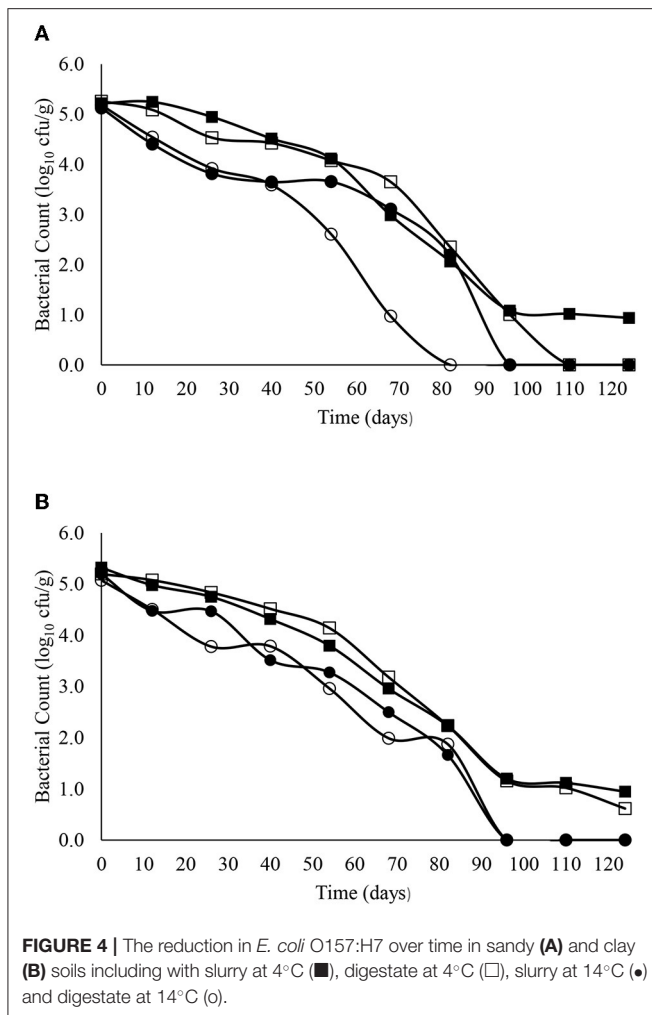 A
6.0
5.0
4.0
3.0
2.0
1.0
0.0
Bacterial Count (log10 cfu/g)
0 10 20 30 40 50 60 70 80 90 100 110 120
Time (days)
B
6.0
5.0
4.0
3.0
2.0
1.0
0.0
Bacterial Count (log10 cfu/g)
0 10 20 30 40 50 60 70 80 90 100 110 120
Time (days)
FIGURE 4 | The reduction in E. coli O157:H7 over time in sandy (A) and clay
(B) soils including with slurry at 4°C (■), digestate at 4°C (□), slurry at 14°C (●)
and digestate at 14°C (o).